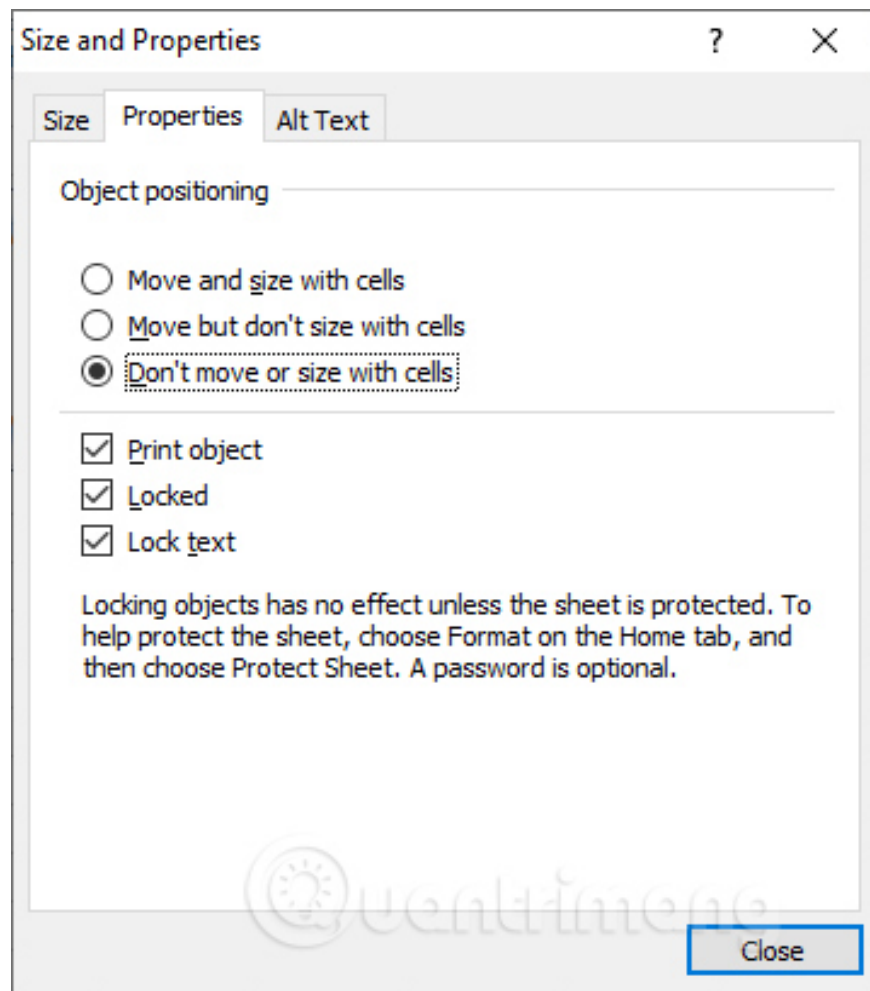 Size and Properties ? X
Size Properties Alt Text
Object positioning
Move and size with cells
Move but don't size with cells
Don't move or size with cells
Print object
Locked
Lock text
Locking objects has no effect unless the sheet is protected. To
help protect the sheet, choose Format on the Home tab, and
then choose Protect Sheet. A password is optional.
Quantrimang
Close